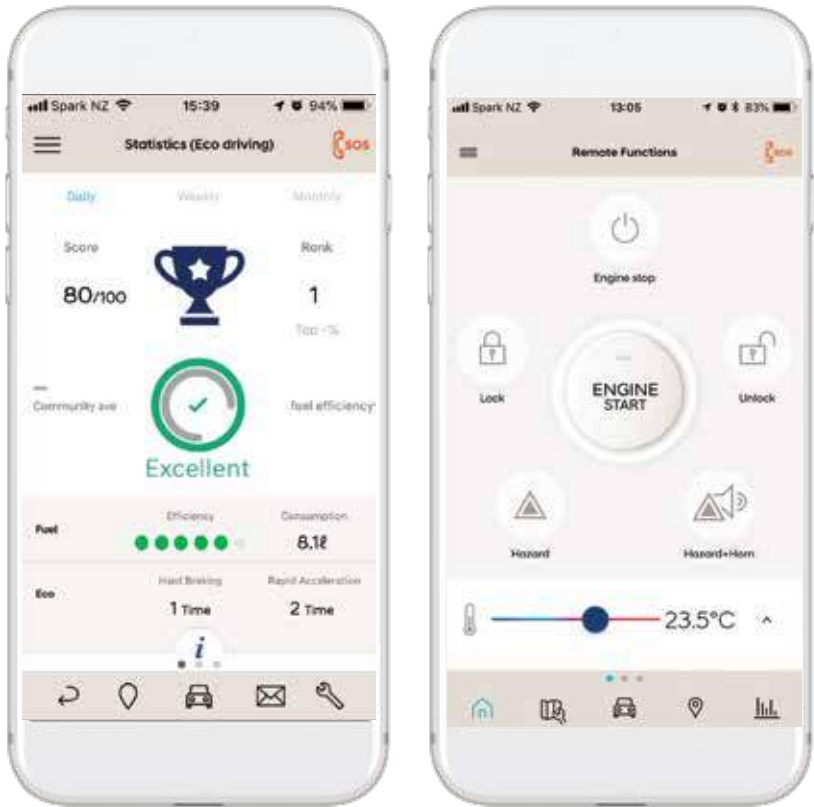 Spark NZ 15:39 94%
Statistics (Eco driving) SOS
Daily Weekly Monthly
Score Rank
80/100 1
Top -%
Community ave fuel efficiency
Excellent
Efficiency Consumption
Fuel 8,1ℓ
Hard Braking Rapid Acceleration
Eco
1 Time 2 Time
i
Spark NZ 13:05 83%
Remote Functions SOS
Engine stop
Lock ENGINE START Unlock
Hazard Hazard+Horn
23.5°C